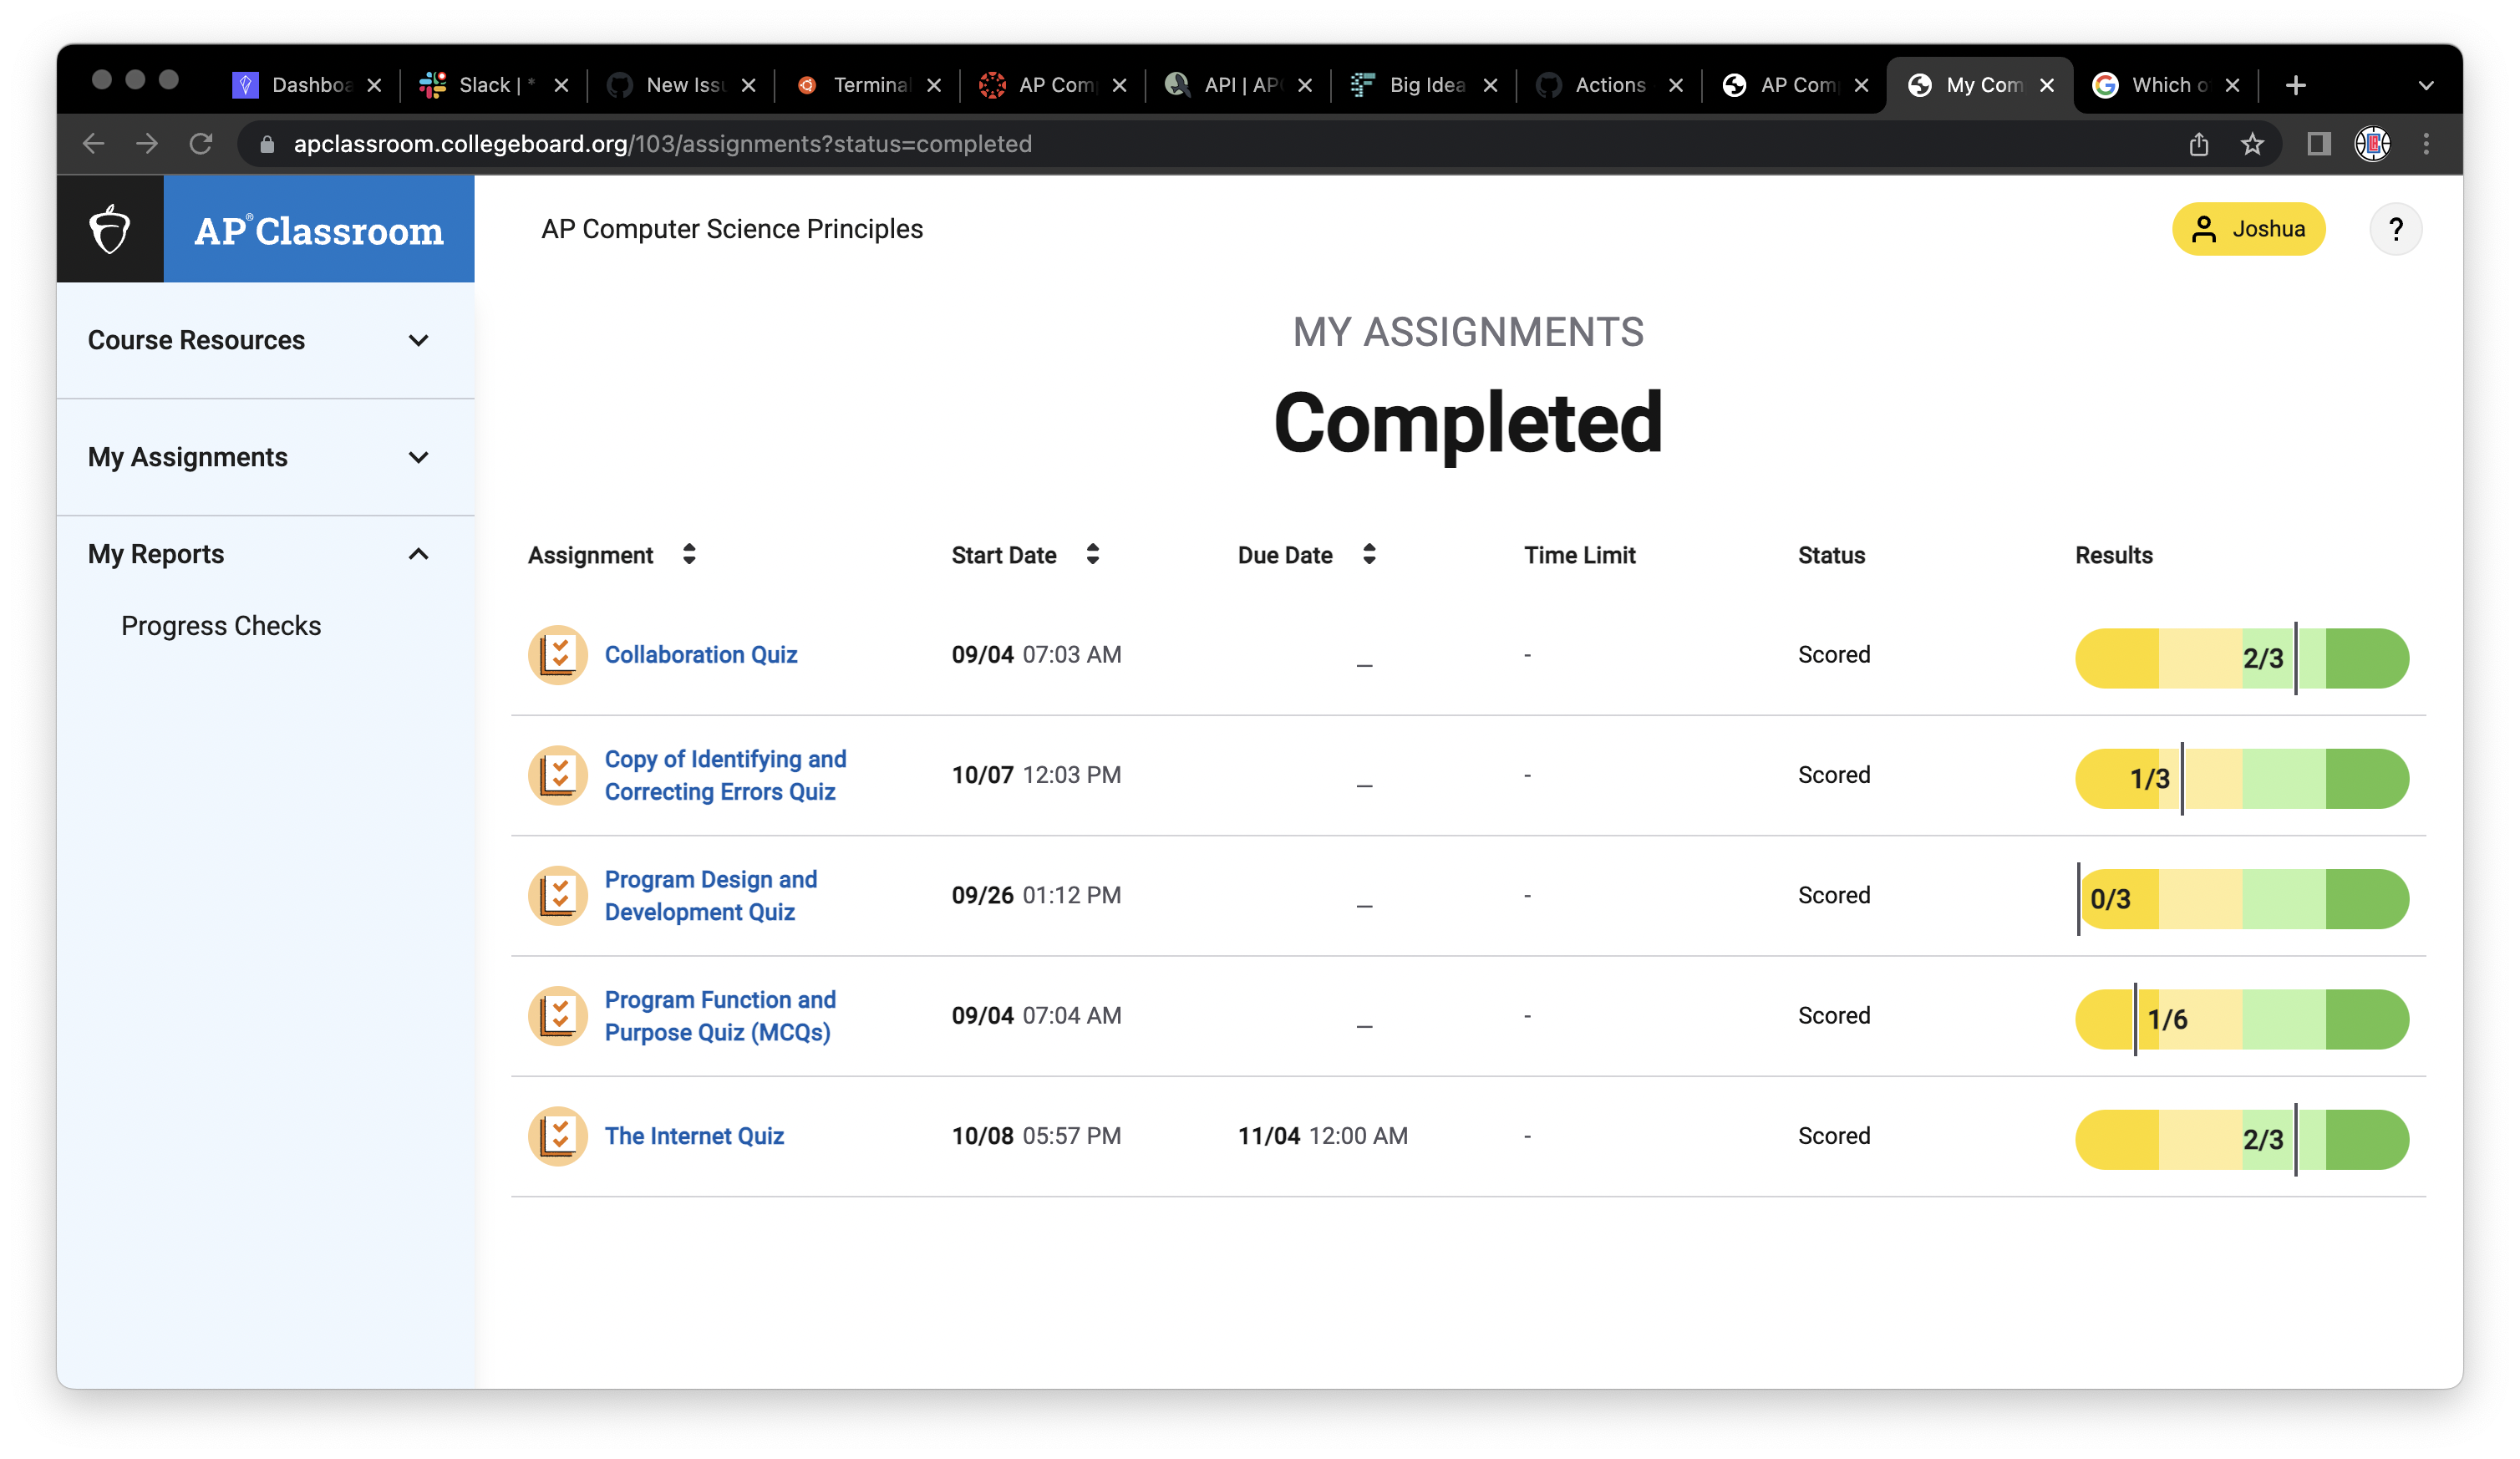 Dashboa
Slack | *
New Issu
Terminal
AP Comp
API | AP
Big Idea
Actions
AP Comp
My Com
Which o
apclassroom.collegeboard.org/103/assignments?status=completed
AP® Classroom
AP Computer Science Principles
Joshua
?
Course Resources
My Assignments
My Reports
Progress Checks
MY ASSIGNMENTS
Completed
Assignment Start Date Due Date Time Limit Status Results
Collaboration Quiz 09/04 07:03 AM _ - Scored 2/3
Copy of Identifying and
Correcting Errors Quiz 10/07 12:03 PM _ - Scored 1/3
Program Design and
Development Quiz 09/26 01:12 PM _ - Scored 0/3
Program Function and
Purpose Quiz (MCQs) 09/04 07:04 AM _ - Scored 1/6
The Internet Quiz 10/08 05:57 PM 11/04 12:00 AM - Scored 2/3